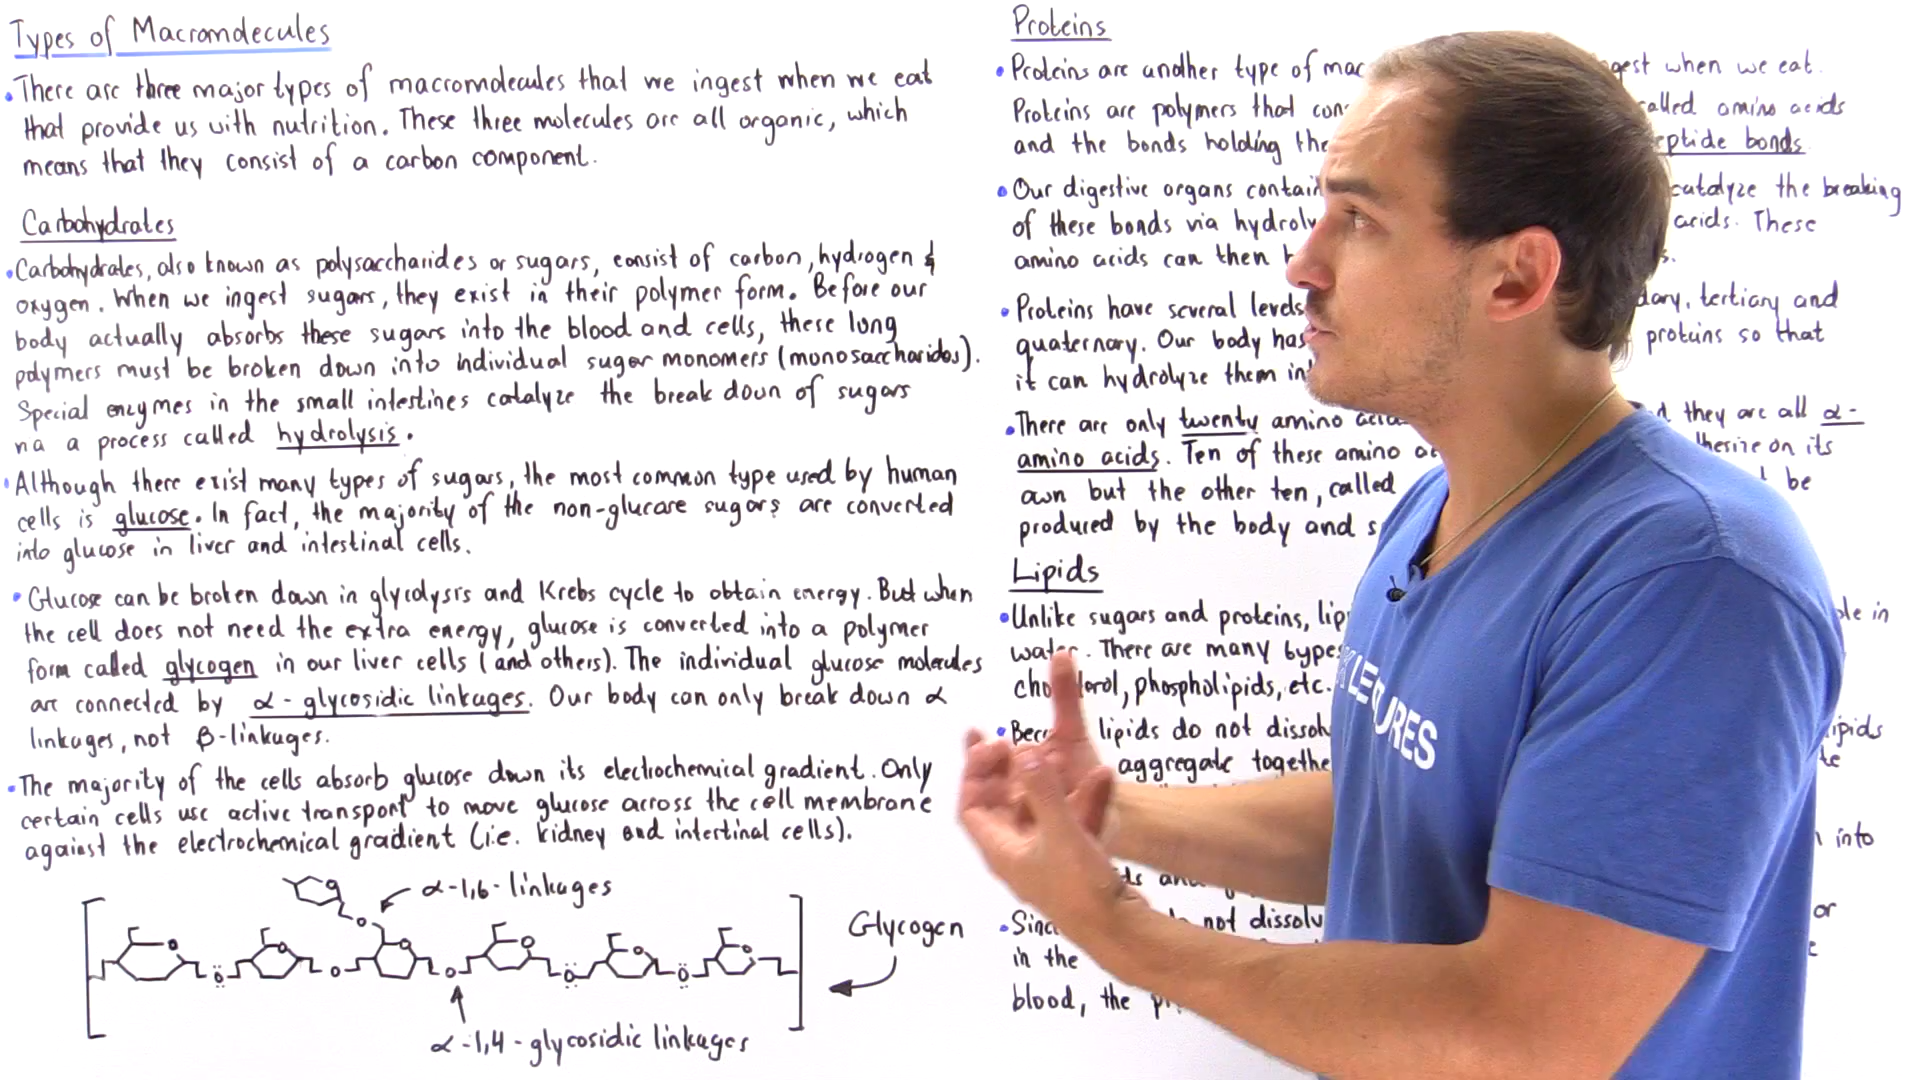 Types of Macromolecules
• There are three major types of macromolecules that we ingest when we eat
that provide us with nutrition. These three molecules are all organic, which
means that they consist of a carbon component.
Carbohydrates
• Carbohydrates, also known as polysaccharides or sugars, consist of carbon, hydrogen &
oxygen. When we ingest sugars, they exist in their polymer form. Before our
body actually absorbs these sugars into the blood and cells, these long
polymers must be broken down into individual sugar monomers (monosaccharides).
Special enzymes in the small intestines catalyze the break down of sugars
via a process called hydrolysis.
• Although there exist many types of sugars, the most common type used by human
cells is glucose. In fact, the majority of the non-glucose sugars are converted
into glucose in liver and intestinal cells.
• Glucose can be broken down in glycolysis and Krebs cycle to obtain energy. But when
the cell does not need the extra energy, glucose is converted into a polymer
form called glycogen in our liver cells (and others). The individual glucose molecules
are connected by α-glycosidic linkages. Our body can only break down α
linkages, not β-linkages.
• The majority of the cells absorb glucose down its electrochemical gradient. Only
certain cells use active transport to move glucose across the cell membrane
against the electrochemical gradient (i.e. kidney and intertinal cells).
α-1,6-linkages
Glycogen
α-1,4-glycosidic linkages
Proteins
• Proteins are another type of mac gest when we eat.
Proteins are polymers that con called amino acids
and the bonds holding the eptide bonds
• Our digestive organs contain catalyze the breaking
of these bonds via hydroly acids. These
amino acids can then s.
• Proteins have several levels dary, tertiary and
quaternary. Our body has proteins so that
it can hydrolyze them in
• There are only twenty amino acid they are all α-
amino acids. Ten of these amino hesize on its
own but the other ten, called be
produced by the body and s
Lipids
• Unlike sugars and proteins, lip ble in
water. There are many types
cholesterol, phospholipids, etc.
• lipids do not dissol ipids
aggregate togethe te
into
ds and
• Sinc not dissolv or
in the
blood, the
KLECTURES